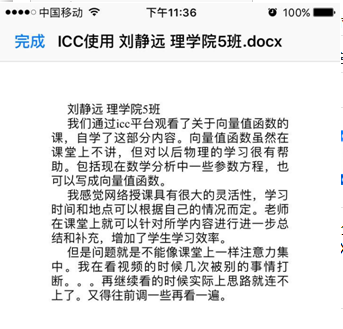 中国移动 下午11:36 100%
完成 ICC使用 刘静远 理学院5班.docx
刘静远 理学院5班
我们通过icc平台观看了关于向量值函数的
课，自学了这部分内容。向量值函数虽然在
课堂上不讲，但对以后物理的学习很有帮
助。包括现在数学分析中一些参数方程，也
可以写成向量值函数。
我感觉网络授课具有很大的灵活性，学习
时间和地点可以根据自己的情况而定。老师
在课堂上就可以针对所学内容进行进一步总
结和补充，增加了学生学习效率。
但是问题就是不能像课堂上一样注意力集
中。我在看视频的时候几次被别的事情打
断。。。再继续看的时候实际上思路就连不
上了。又得往前调一些再看一遍。